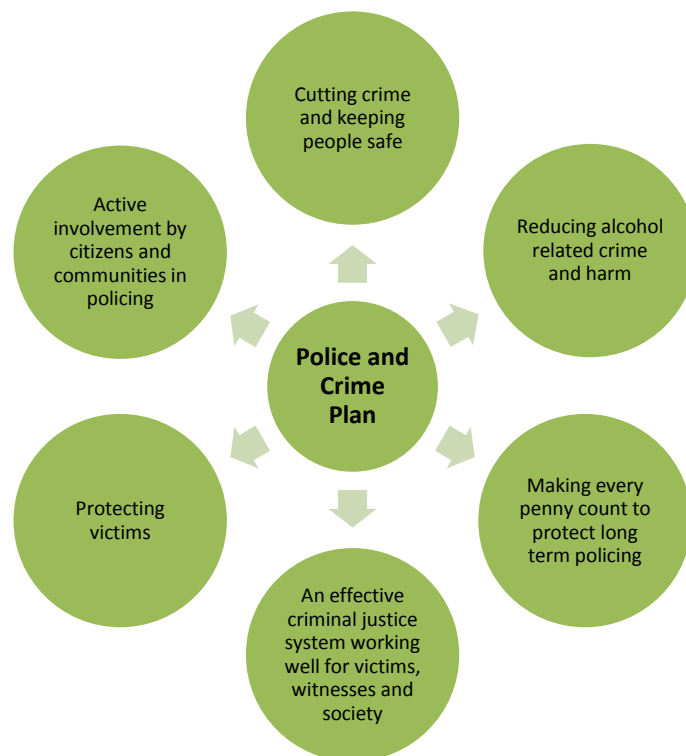 Cutting crime
and keeping
people safe
Reducing alcohol
related crime
and harm
Making every
penny count to
protect long
term policing
An effective
criminal justice
system working
well for victims,
witnesses and
society
Protecting
victims
Active
involvement by
citizens and
communities in
policing
Police and
Crime
Plan